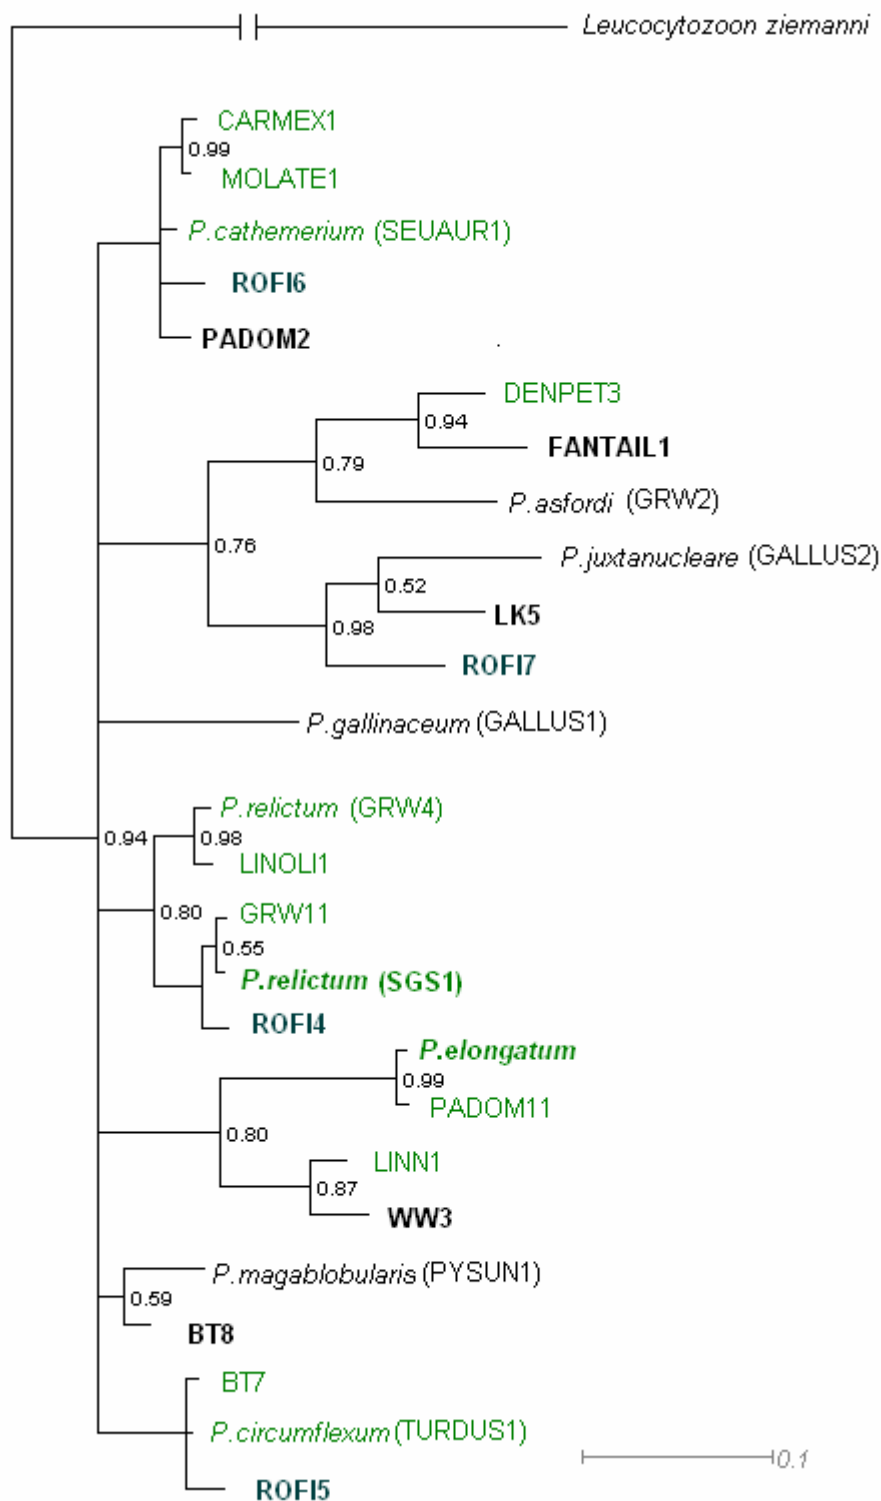 Leucocytozoon ziemanni
CARMEX1
0.99
MOLATE1
P.cathemerium (SEUAUR1)
ROFI6
PADOM2
DENPET3
0.94
FANTAIL1
0.79
P.asfordi (GRW2)
0.76
P.juxtanucleare (GALLUS2)
0.52
LK5
0.98
ROFI7
P.gallinaceum (GALLUS1)
P.relictum (GRW4)
0.94
0.98
LINOLI1
0.80
GRW11
0.55
P.relictum (SGS1)
ROFI4
P.elongatum
0.99
PADOM11
0.80
LINN1
0.87
WW3
P.magablobularis (PYSUN1)
0.59
BT8
BT7
P.circumflexum (TURDUS1)
0.1
ROFI5